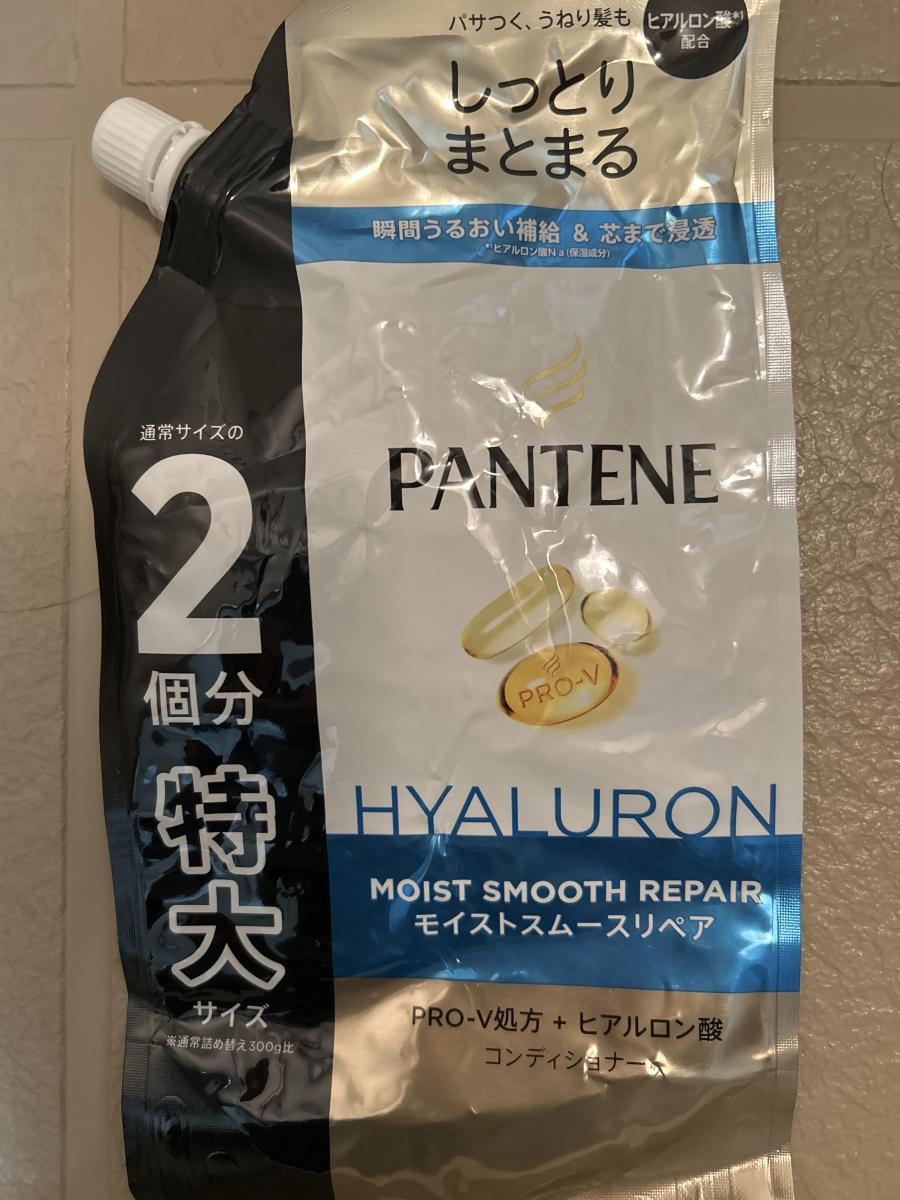 パサつく、うねり髪も
ヒアルロン酸*1
配合
しっとり
まとまる
瞬間うるおい補給 & 芯まで浸透
*1ヒアルロン酸Na(保湿成分)
通常サイズの
2
個分
特
大
サイズ
※通常詰め替え300g比
PANTENE
PRO-V
HYALURON
MOIST SMOOTH REPAIR
モイストスムースリペア
PRO-V処方 + ヒアルロン酸
コンディショナー